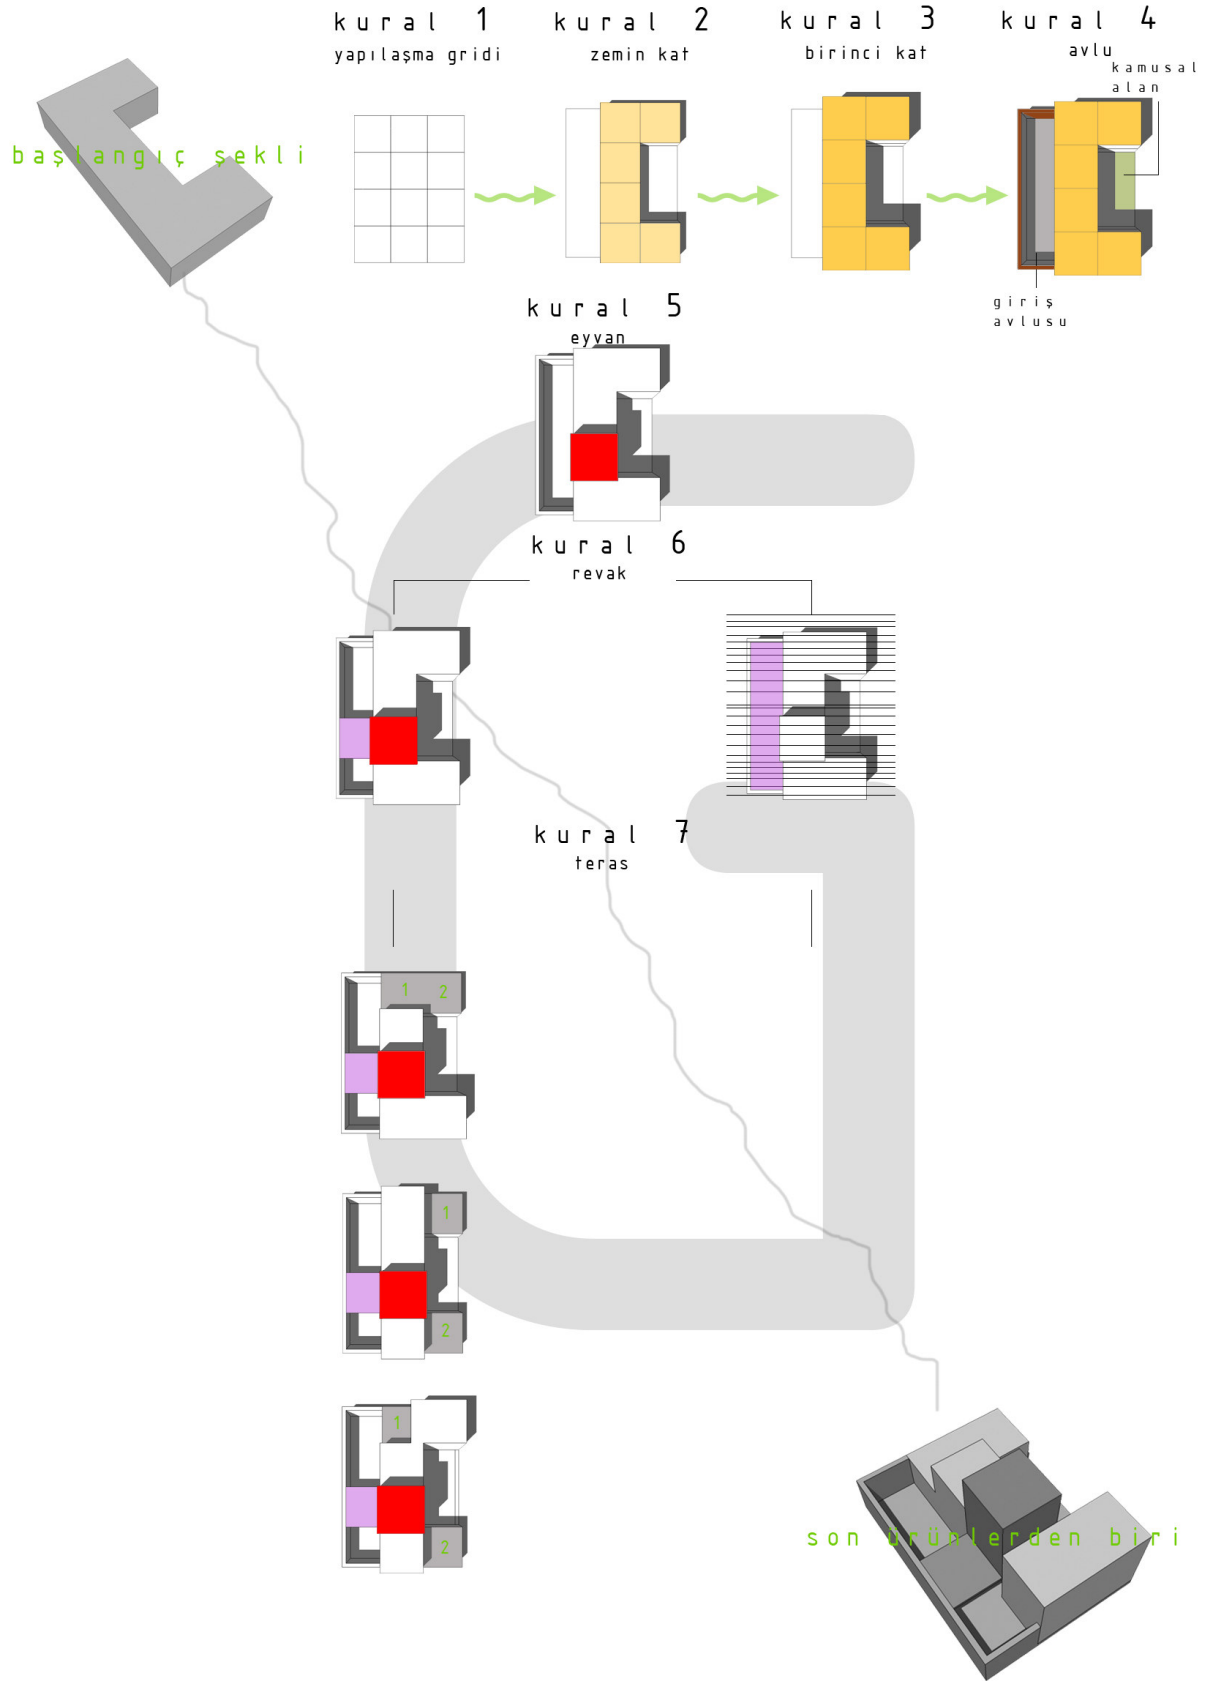 kural 1
yapılaşma gridi
kural 2
zemin kat
kural 3
birinci kat
kural 4
avlu
kamusal
alan
başlangıç şekli
giriş
avlusu
kural 5
eyvan
kural 6
revak
kural 7
teras
1 2
1
2
1
2
son ürünlerden biri